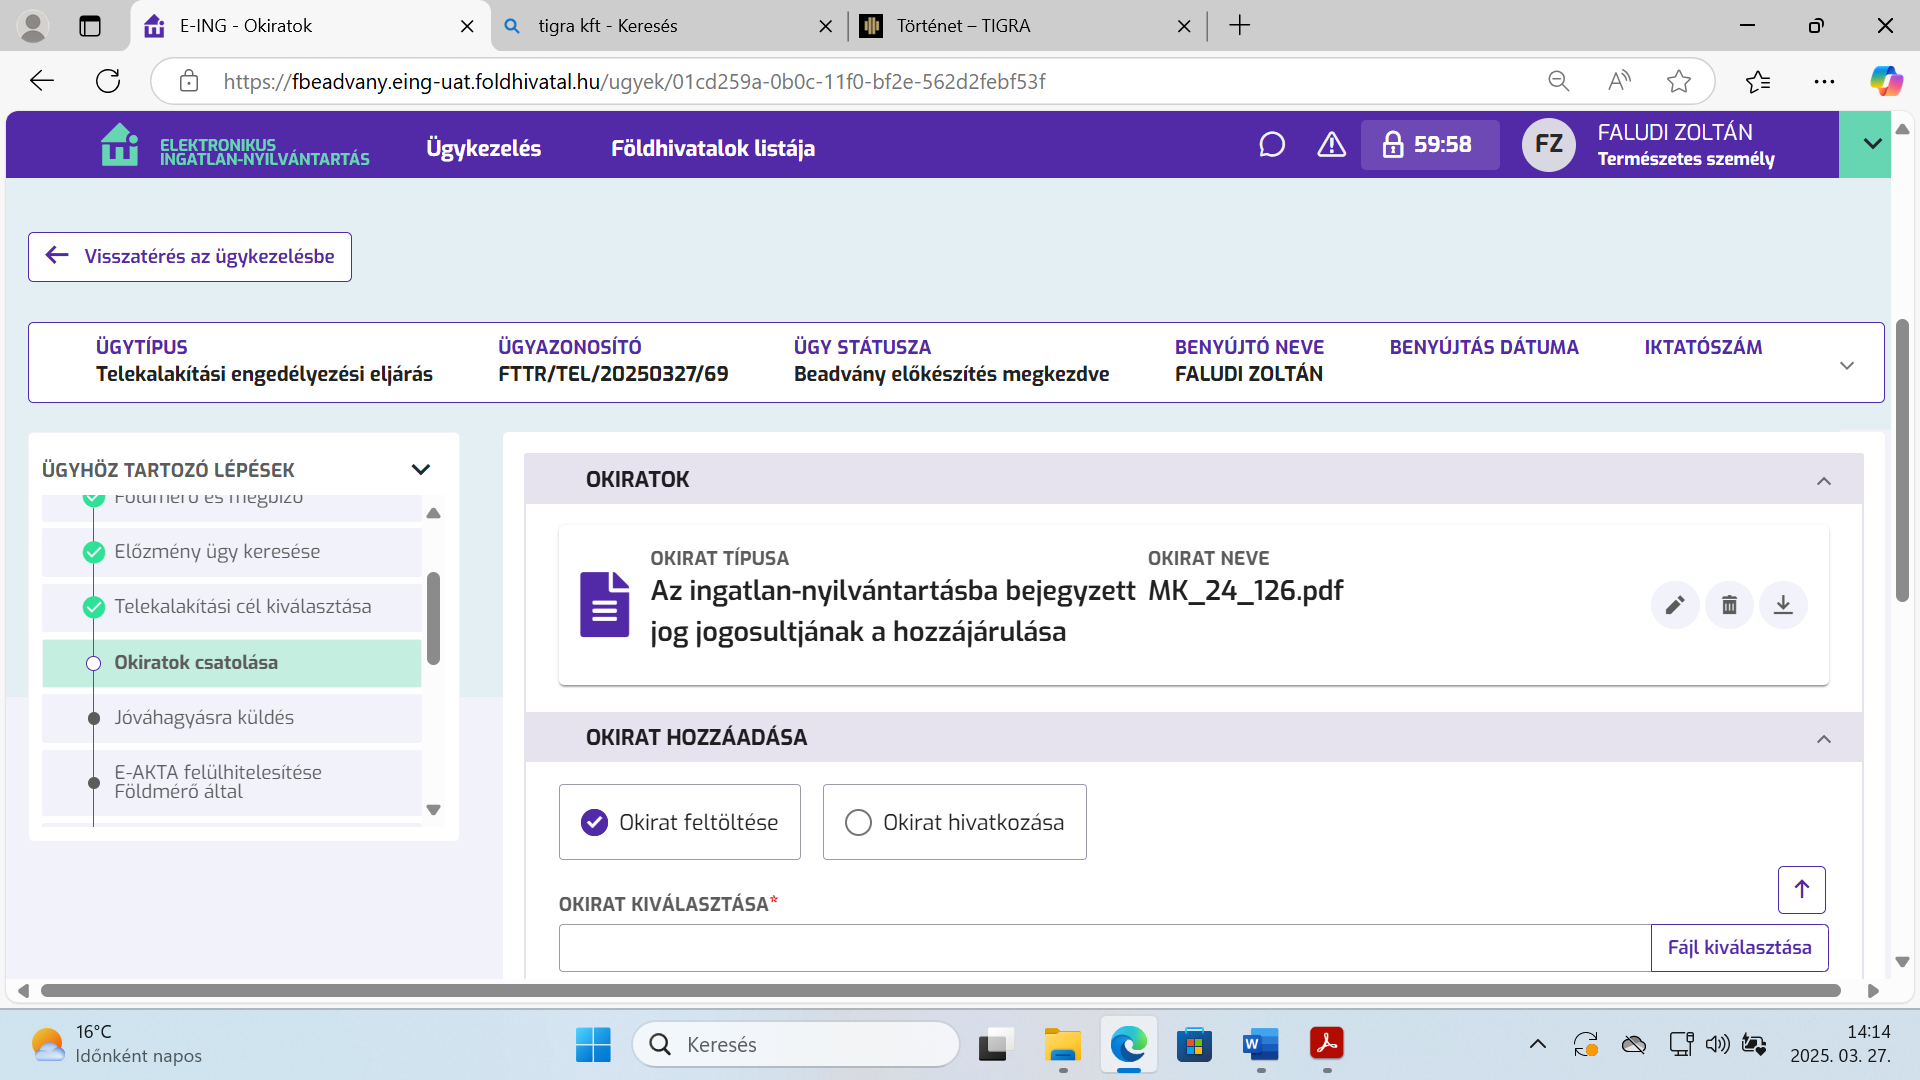 E-ING - Okiratok
tigra kft - Keresés
Történet – TIGRA
https://fbeadvany.eing-uat.foldhivatal.hu/ugyek/01cd259a-0b0c-11f0-bf2e-562d2febf53f
ELEKTRONIKUS
INGATLAN-NYILVÁNTARTÁS
Ügykezelés
Földhivatalok listája
59:58
FZ
FALUDI ZOLTÁN
Természetes személy
Visszatérés az ügykezelésbe
ÜGYTÍPUS
Telekalakítási engedélyezési eljárás
ÜGYAZONOSÍTÓ
FTTR/TEL/20250327/69
ÜGY STÁTUSZA
Beadvány előkészítés megkezdve
BENYÚJTÓ NEVE
FALUDI ZOLTÁN
BENYÚJTÁS DÁTUMA
IKTATÓSZÁM
ÜGYHÖZ TARTOZÓ LÉPÉSEK
Földmérő és megbízó
Előzmény ügy keresése
Telekalakítási cél kiválasztása
Okiratok csatolása
Jóváhagyásra küldés
E-AKTA felülhitelesítése
Földmérő által
OKIRATOK
OKIRAT TÍPUSA
Az ingatlan-nyilvántartásba bejegyzett
jog jogosultjának a hozzájárulása
OKIRAT NEVE
MK_24_126.pdf
OKIRAT HOZZÁADÁSA
Okirat feltöltése
Okirat hivatkozása
OKIRAT KIVÁLASZTÁSA*
Fájl kiválasztása
16°C
Időnként napos
Keresés
14:14
2025. 03. 27.